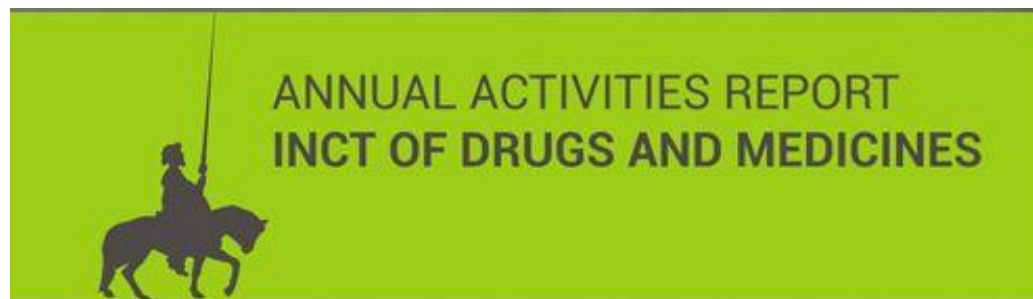 ANNUAL ACTIVITIES REPORT
INCT OF DRUGS AND MEDICINES